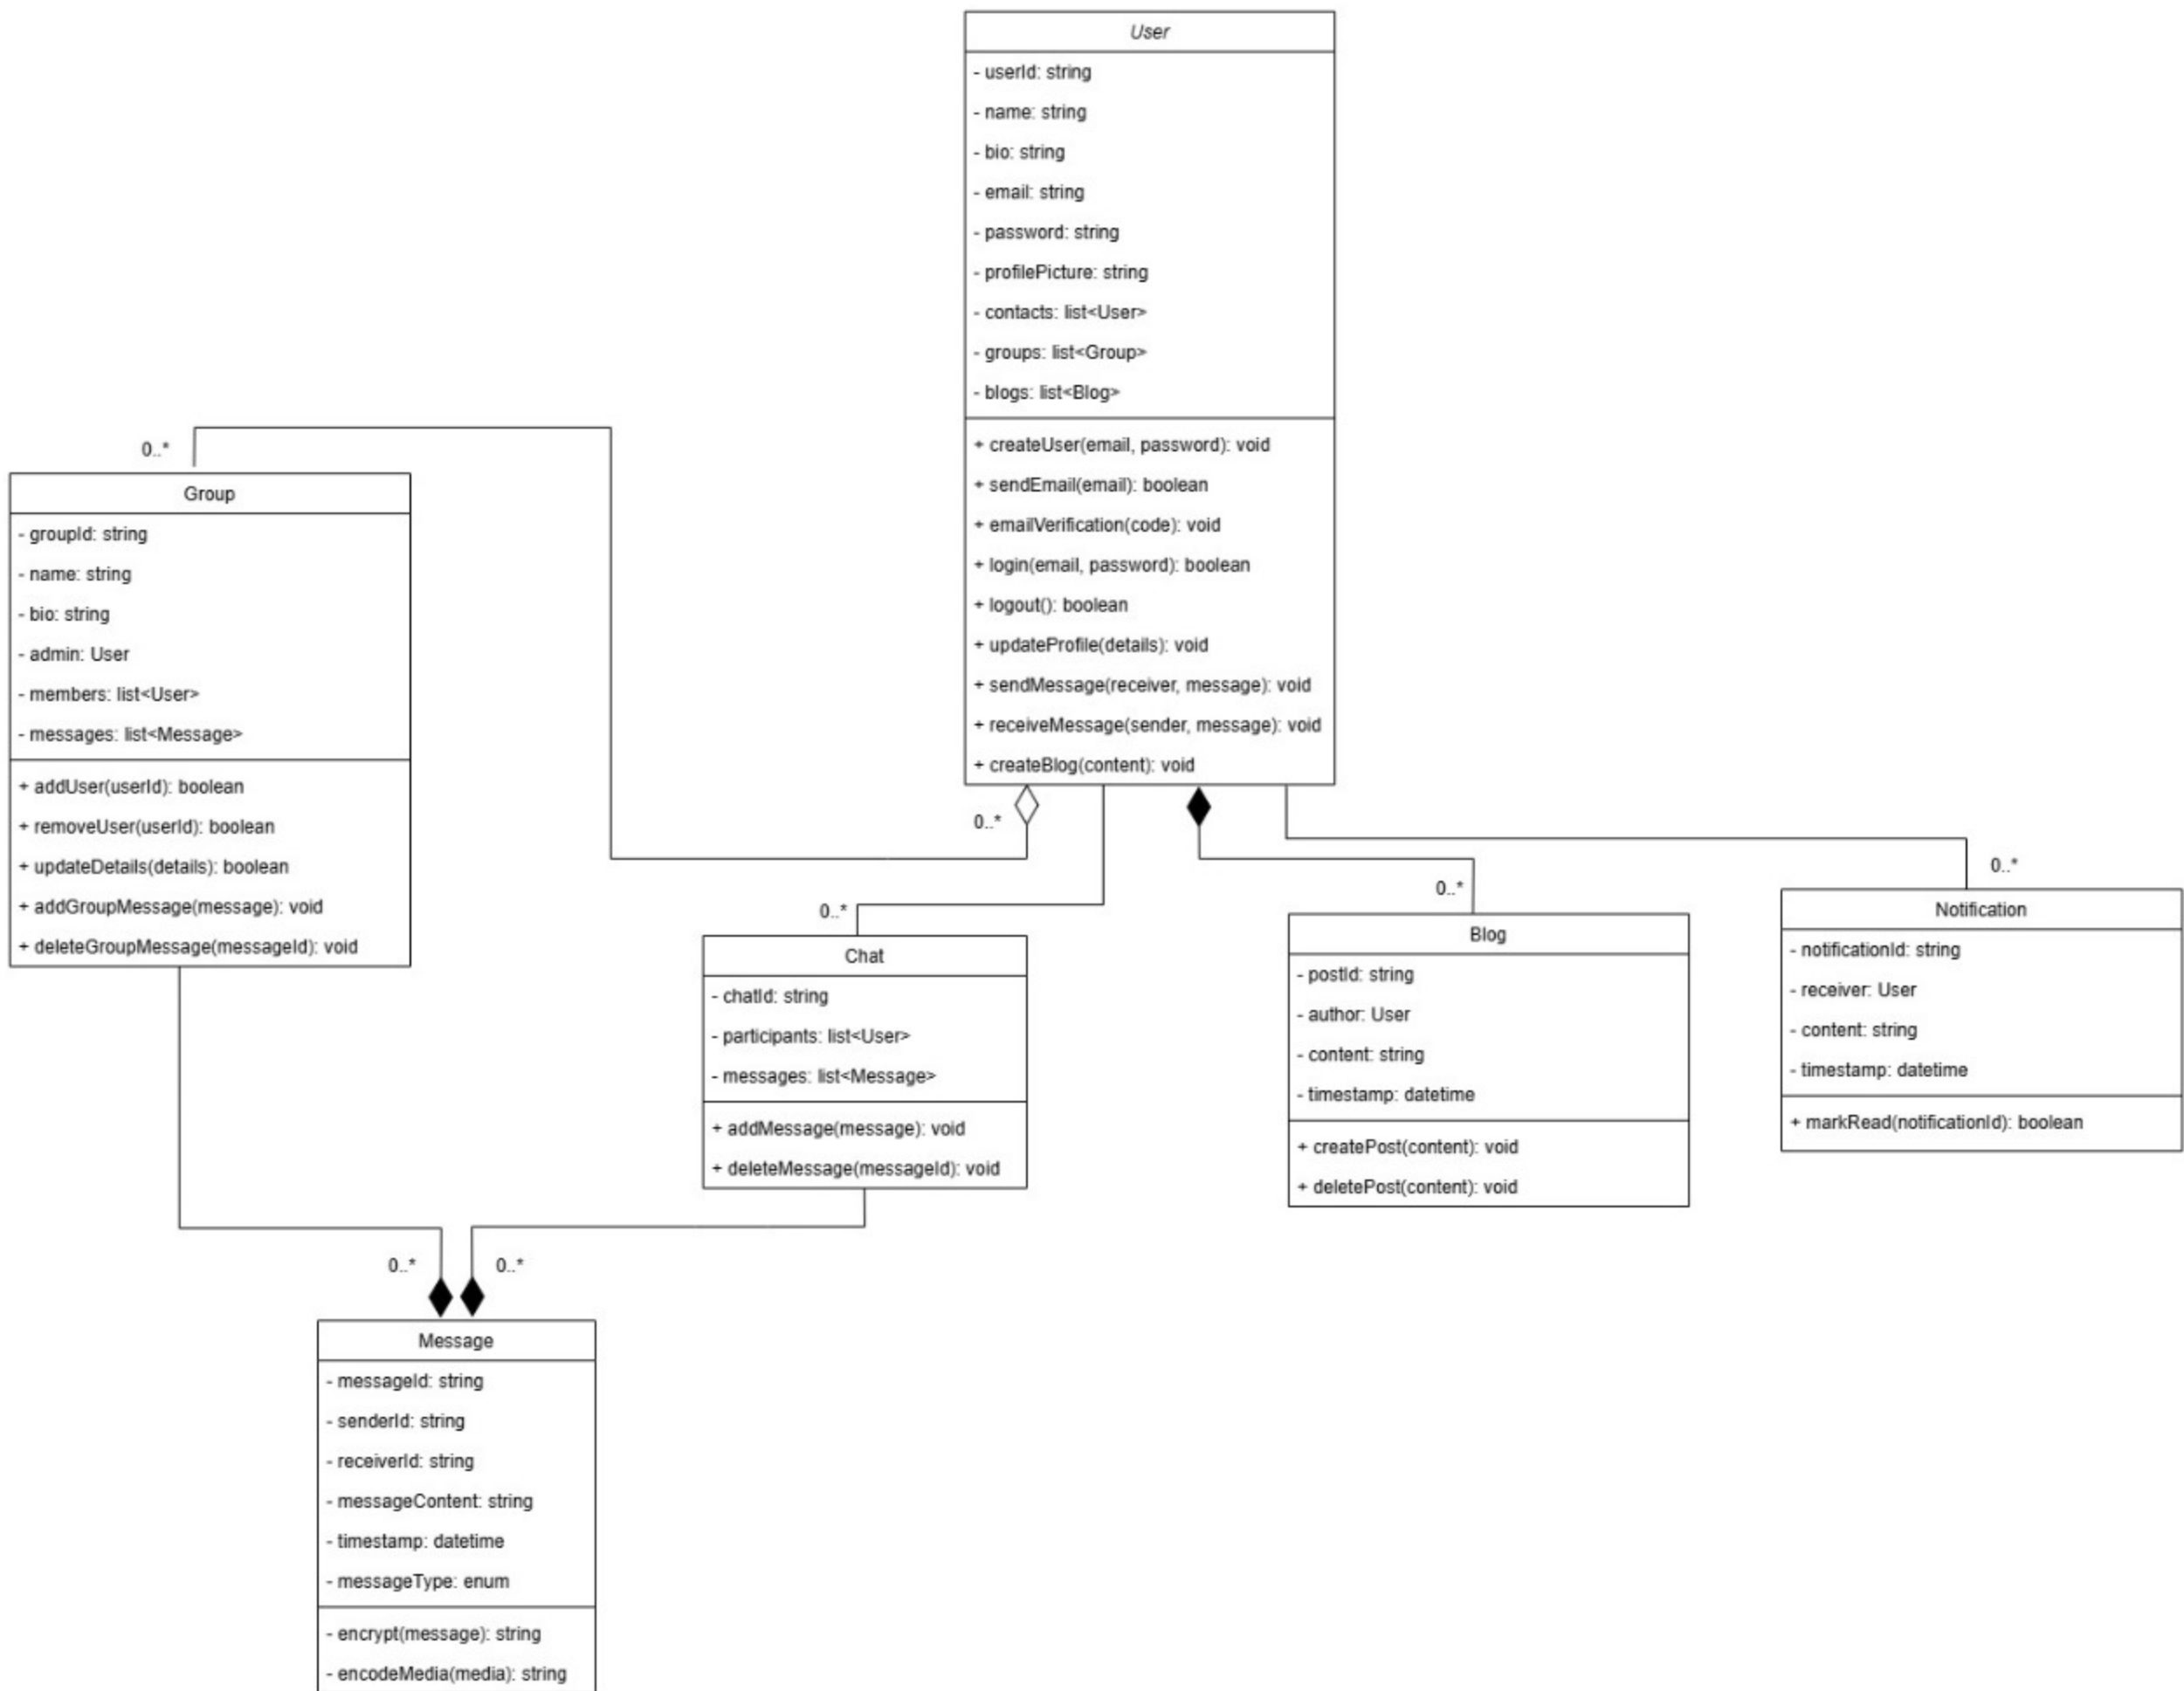 User
- userId: string
- name: string
- bio: string
- email: string
- password: string
- profilePicture: string
- contacts: list<User>
- groups: list<Group>
- blogs: list<Blog>
+ createUser(email, password): void
+ sendEmail(email): boolean
+ emailVerification(code): void
+ login(email, password): boolean
+ logout(): boolean
+ updateProfile(details): void
+ sendMessage(receiver, message): void
+ receiveMessage(sender, message): void
+ createBlog(content): void
0..*
0..*
Group
- groupId: string
- name: string
- bio: string
- admin: User
- members: list<User>
- messages: list<Message>
+ addUser(userId): boolean
+ removeUser(userId): boolean
+ updateDetails(details): boolean
+ addGroupMessage(message): void
+ deleteGroupMessage(messageId): void
0..*
Chat
- chatId: string
- participants: list<User>
- messages: list<Message>
+ addMessage(message): void
+ deleteMessage(messageId): void
0..*
Blog
- postId: string
- author: User
- content: string
- timestamp: datetime
+ createPost(content): void
+ deletePost(content): void
0..*
Notification
- notificationId: string
- receiver: User
- content: string
- timestamp: datetime
+ markRead(notificationId): boolean
0..*
0..*
Message
- messageId: string
- senderId: string
- receiverId: string
- messageContent: string
- timestamp: datetime
- messageType: enum
- encrypt(message): string
- encodeMedia(media): string